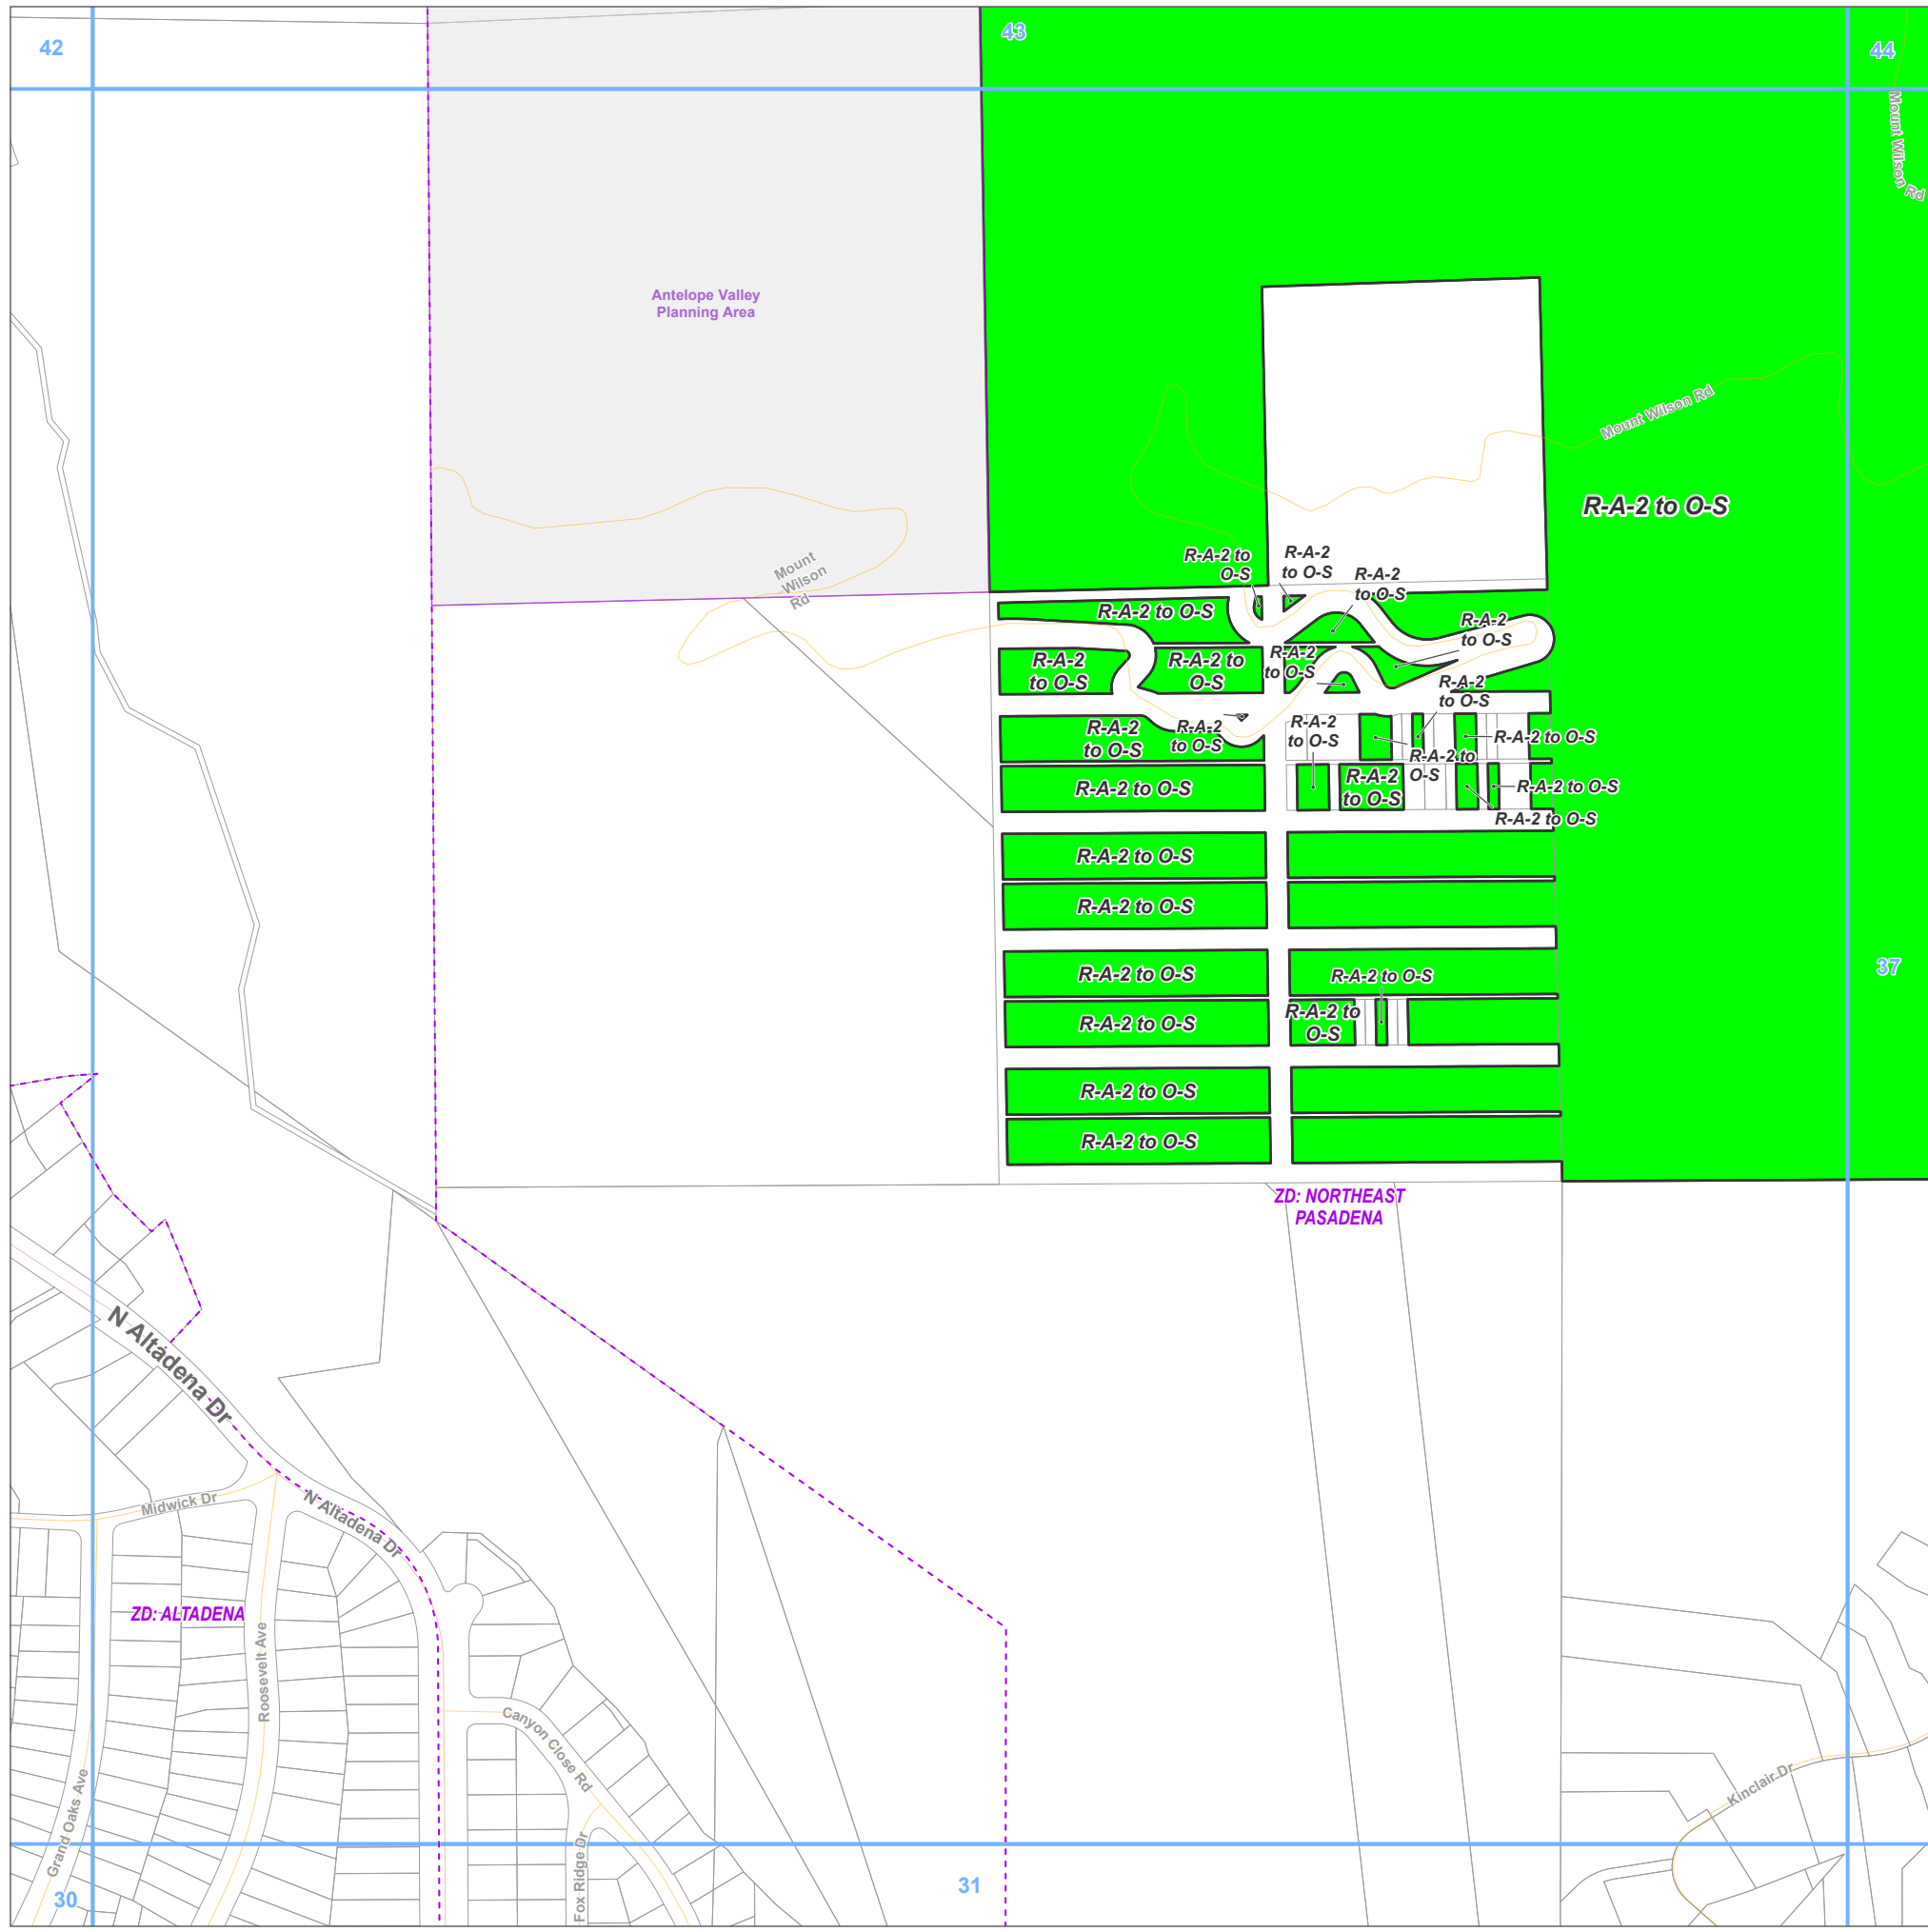 42
43
44
Mount Wilson Rd
Antelope Valley
Planning Area
Mount Wilson Rd
R-A-2 to O-S
Mount
Wilson
Rd
R-A-2 to
O-S
R-A-2
to O-S
R-A-2
to O-S
R-A-2 to O-S
R-A-2
to O-S
R-A-2
to O-S
R-A-2 to
O-S
R-A-2
to O-S
R-A-2
to O-S
R-A-2
to O-S
R-A-2
to O-S
R-A-2
to O-S
R-A-2 to O-S
R-A-2 to
O-S
R-A-2 to O-S
R-A-2
to O-S
R-A-2 to O-S
R-A-2 to O-S
R-A-2 to O-S
R-A-2 to O-S
R-A-2 to O-S
R-A-2 to O-S
37
R-A-2 to O-S
R-A-2 to
O-S
R-A-2 to O-S
R-A-2 to O-S
R-A-2 to O-S
ZD: NORTHEAST
PASADENA
N Altadena Dr
Midwick Dr
N Altadena Dr
ZD: ALTADENA
Roosevelt Ave
Canyon Close Rd
Grand Oaks Ave
Fox Ridge Dr
Kinclair Dr
30
31